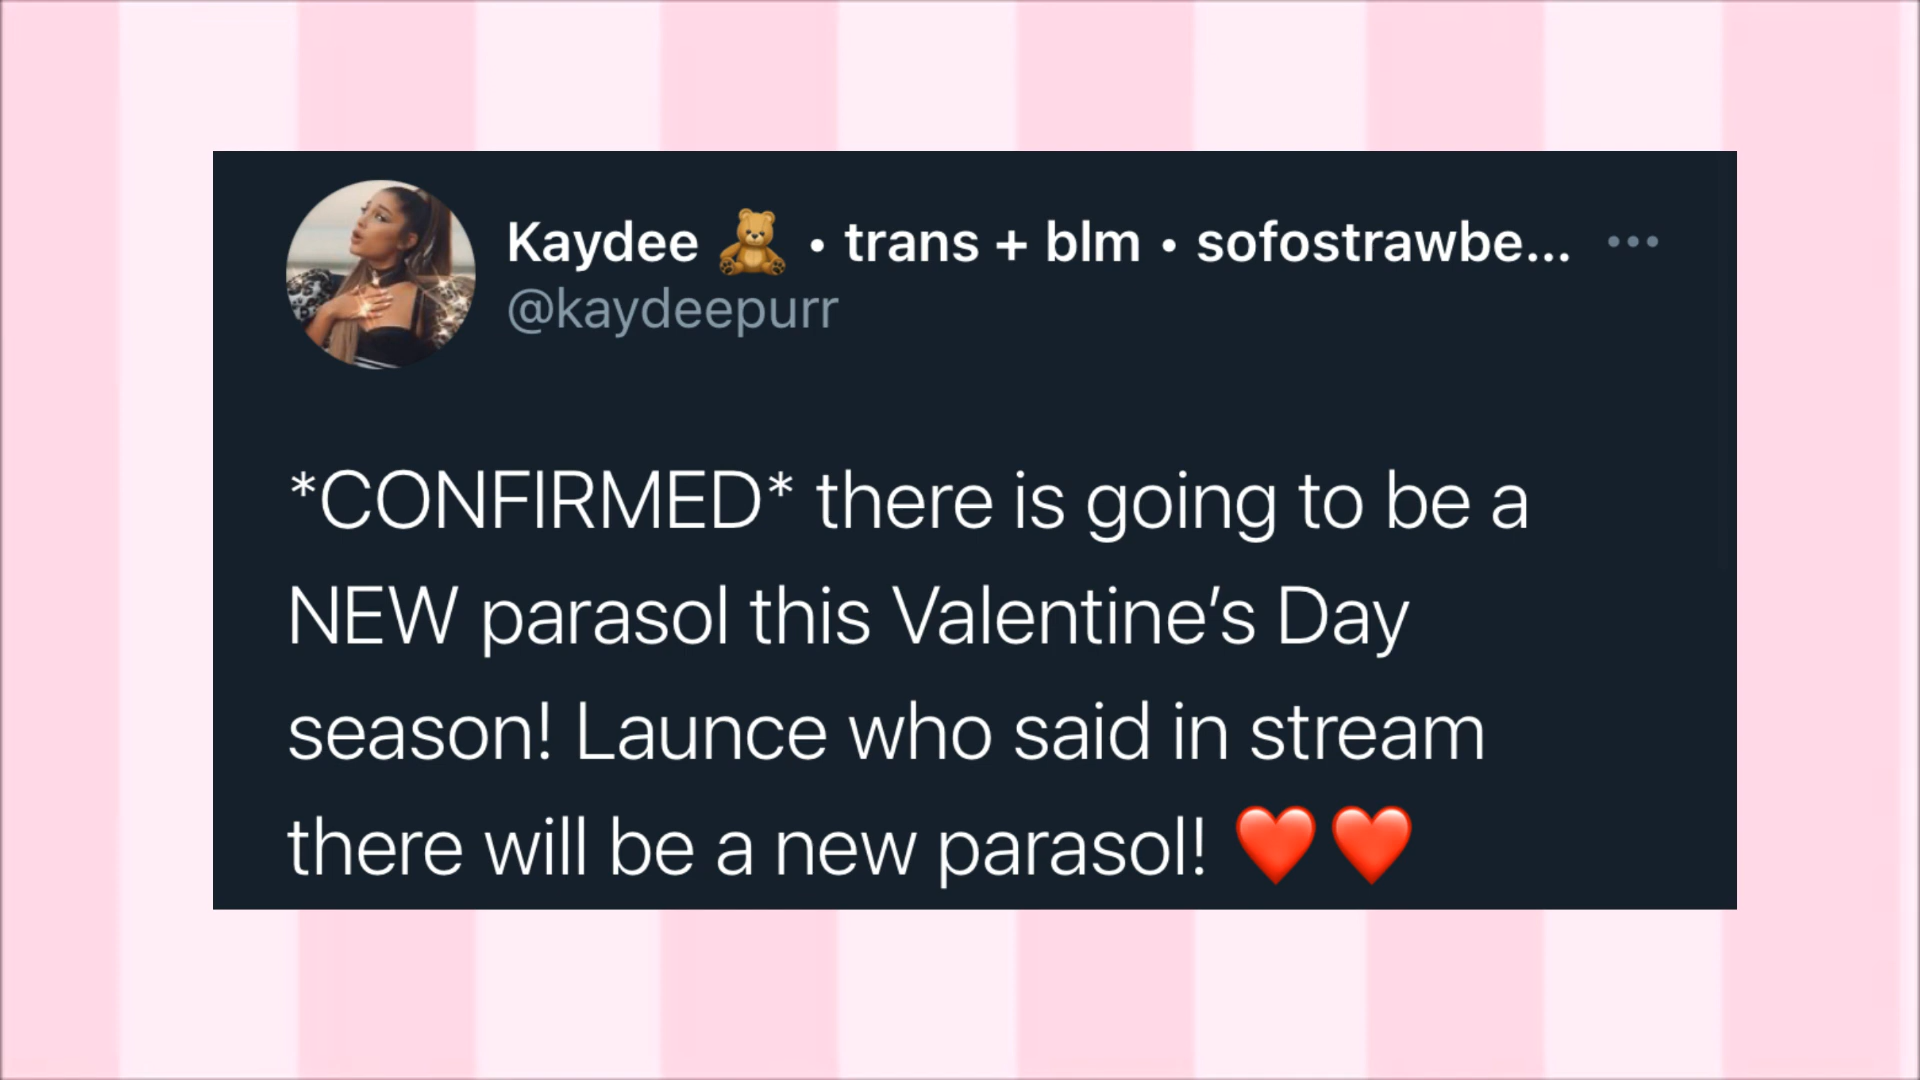 Kaydee 🧸 • trans + blm • sofostrawbe...
@kaydeepurr
*CONFIRMED* there is going to be a
NEW parasol this Valentine’s Day
season! Launce who said in stream
there will be a new parasol! ❤️❤️